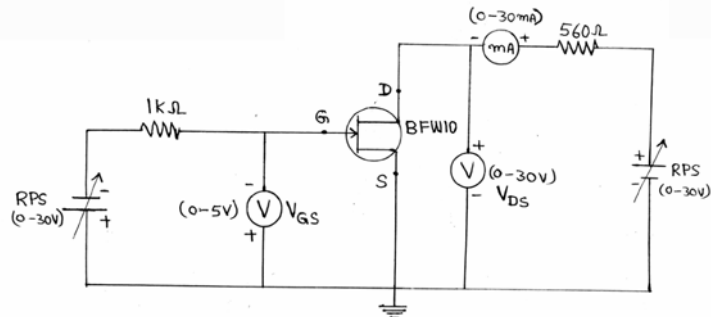 (0-30mA)
- mA +
560Ω
D
1KΩ
G
BFW10
S
+
V
-
(0-30V)
VDS
+
-
RPS
(0-30V)
RPS
(0-30V)
-
+
-
(0-5V) V VGS
+